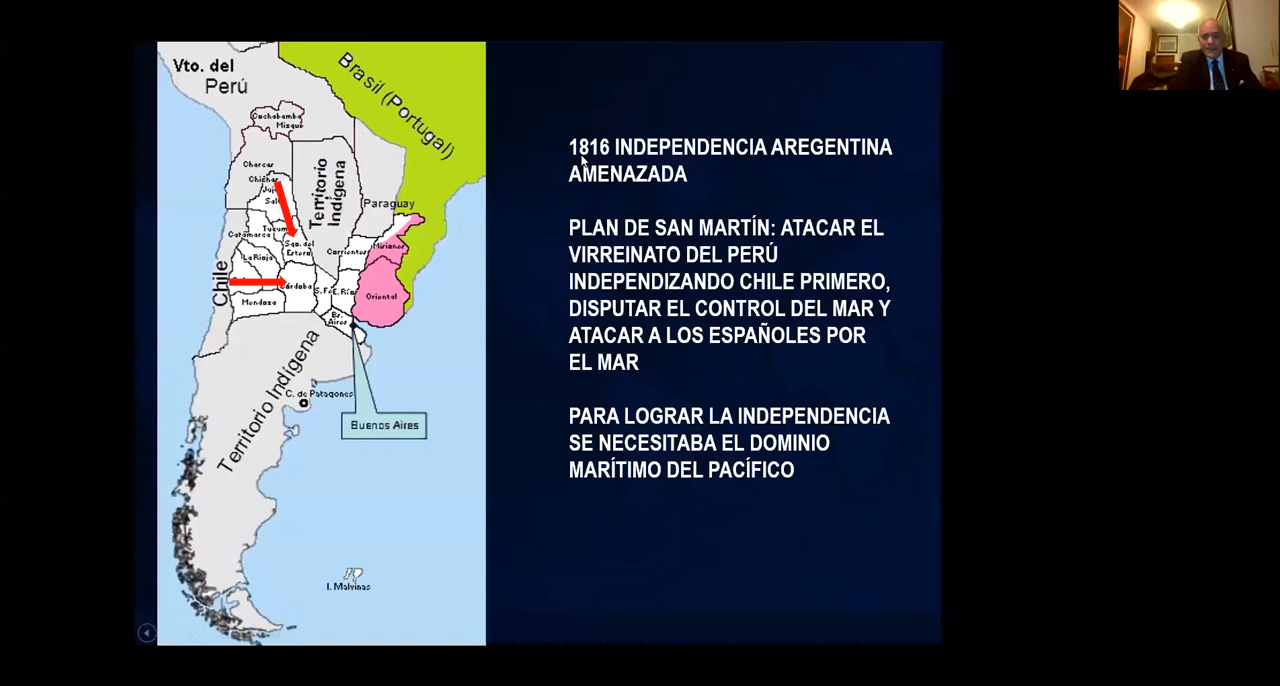 Vto. del
Perú
Brasil (Portugal)
Cochabamba
Mizque
Charcas
Chichas
Territorio
Indígena
Paraguay
Catamarca
Sgo. del
Estero
Corrientes
Misiones
La Rioja
Chile
Córdoba
S. Fe
E. Ríos
Oriental
Mendoza
Bs.
Aires
Territorio Indígena
C. de Patagones
Buenos Aires
I. Malvinas
1816 INDEPENDENCIA AREGENTINA
AMENAZADA
PLAN DE SAN MARTÍN: ATACAR EL
VIRREINATO DEL PERÚ
INDEPENDIZANDO CHILE PRIMERO,
DISPUTAR EL CONTROL DEL MAR Y
ATACAR A LOS ESPAÑOLES POR
EL MAR
PARA LOGRAR LA INDEPENDENCIA
SE NECESITABA EL DOMINIO
MARÍTIMO DEL PACÍFICO